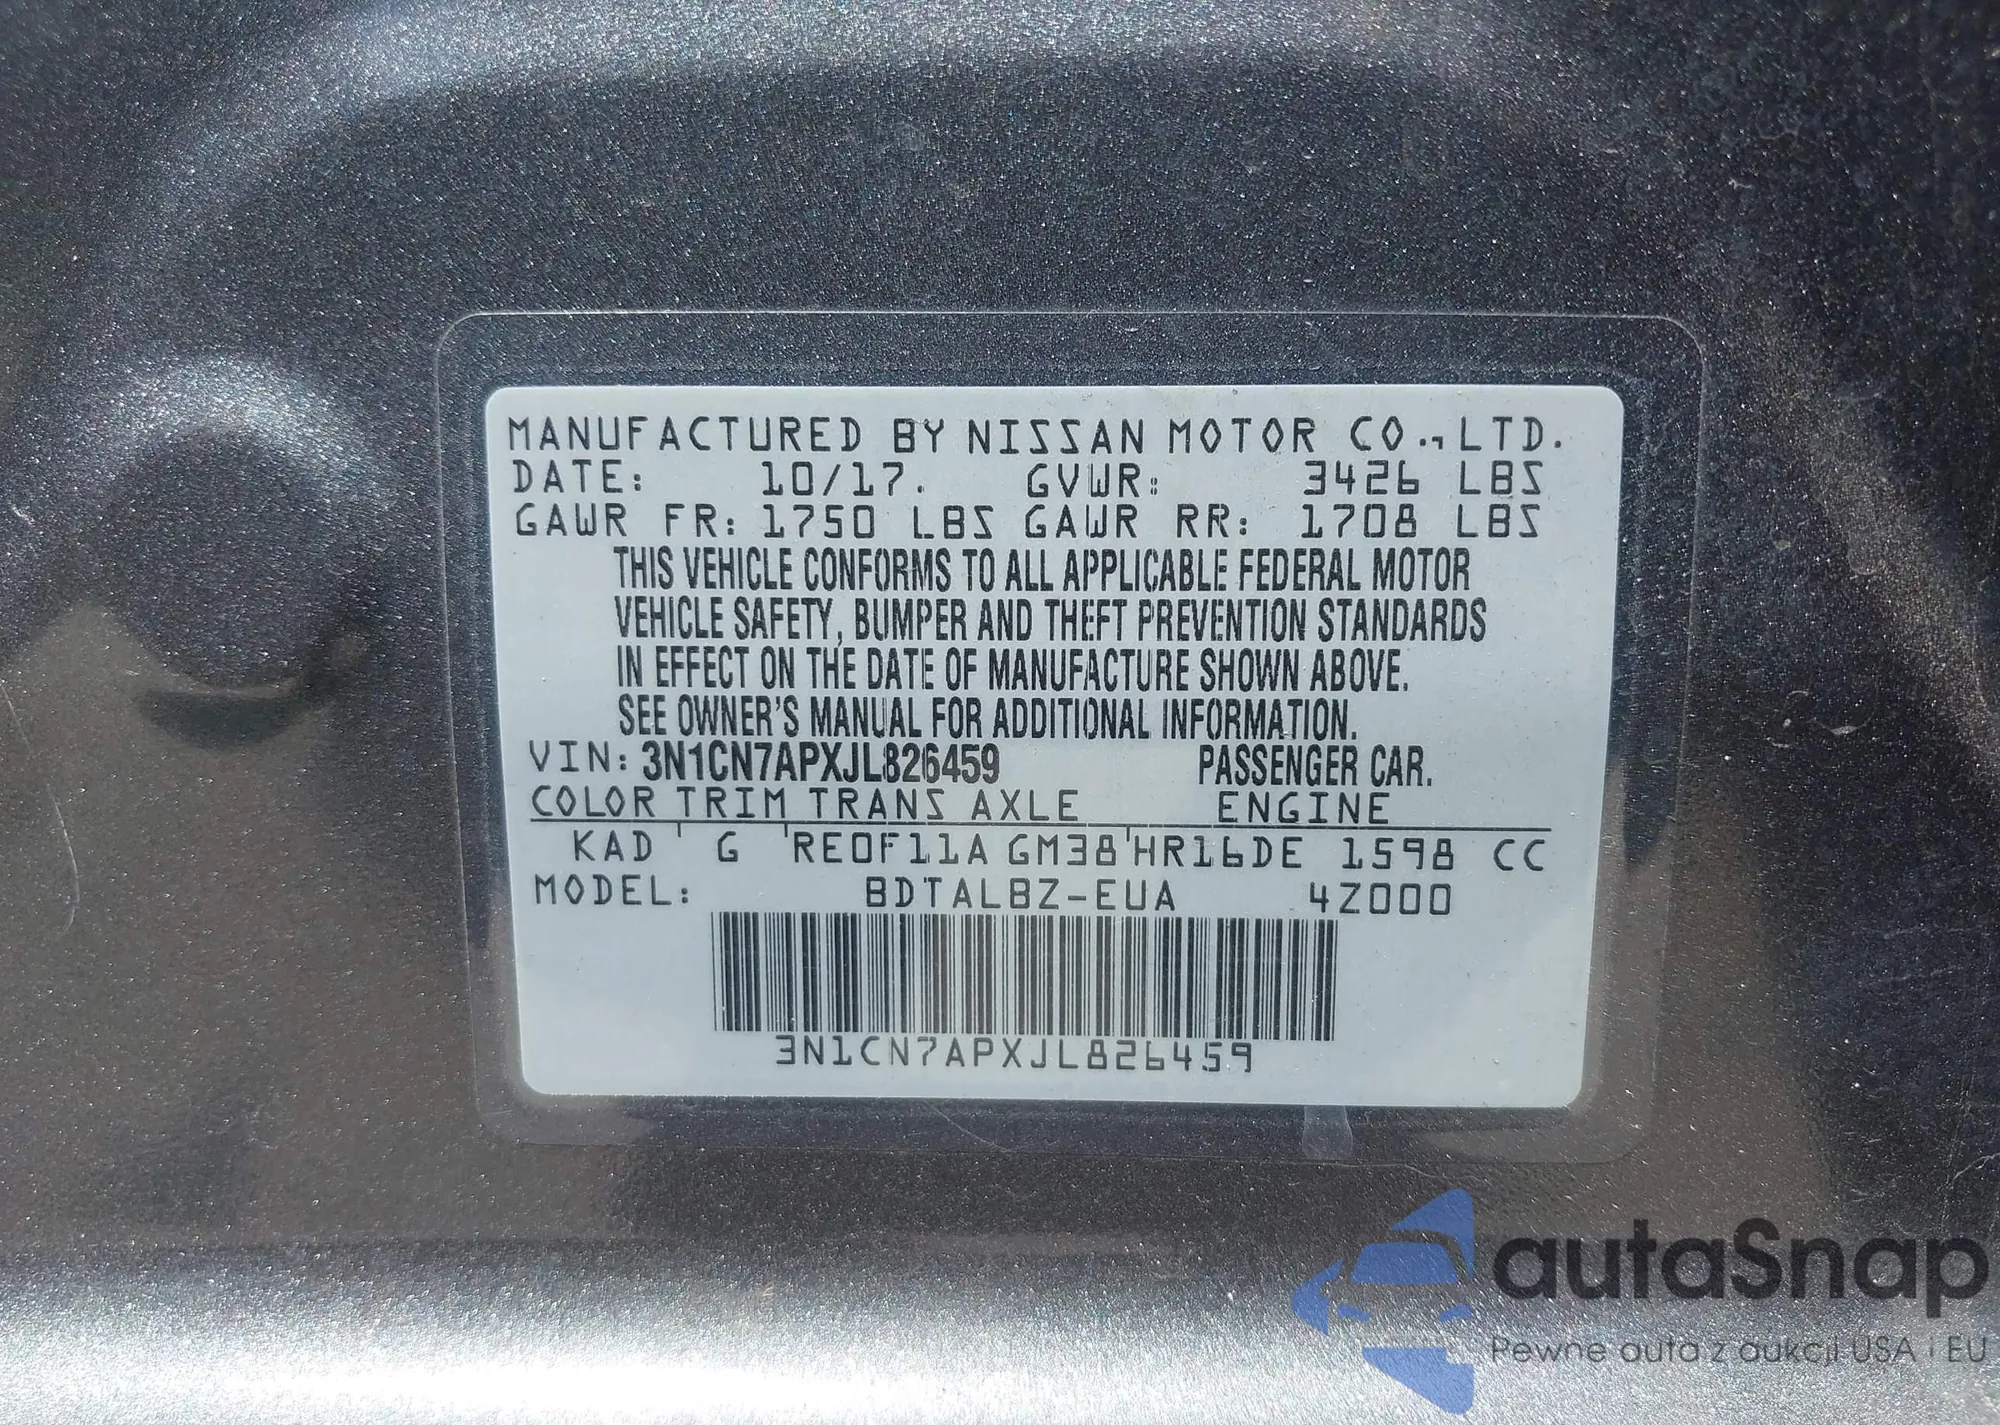 MANUFACTURED BY NISSAN MOTOR CO., LTD.
DATE: 10/17. GVWR: 3426 LBS
GAWR FR: 1750 LBS GAWR RR: 1708 LBS
THIS VEHICLE CONFORMS TO ALL APPLICABLE FEDERAL MOTOR
VEHICLE SAFETY, BUMPER AND THEFT PREVENTION STANDARDS
IN EFFECT ON THE DATE OF MANUFACTURE SHOWN ABOVE.
SEE OWNER'S MANUAL FOR ADDITIONAL INFORMATION.
VIN: 3N1CN7APXJL826459 PASSENGER CAR.
COLOR TRIM TRANS AXLE ENGINE
KAD G RE0F11A GM38 HR16DE 1598 CC
MODEL: BDTALBZ-EUA 4Z000
3N1CN7APXJL826459
autaSnap
Pewne auta z aukcji USA i EU